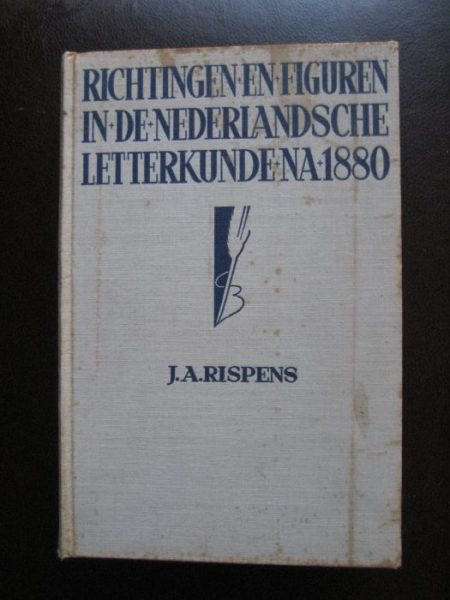 RICHTINGEN·EN·FIGUREN
IN·DE·NEDERLANDSCHE
LETTERKUNDE·NA·1880
J.A.RISPENS